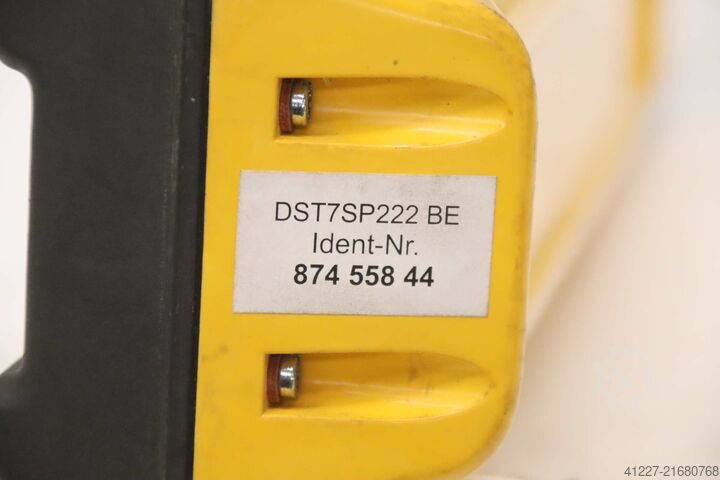 DST7SP222 BE
Ident-Nr.
874 558 44
41227-21680768